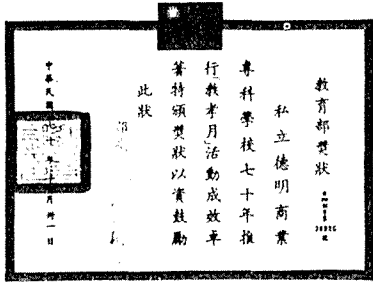 教育部獎狀
私立德明商業
專科學校七十年推
行「教孝月」活動成效卓
著特頒獎狀以資鼓勵
此狀
中華民國七十年十月卅一日